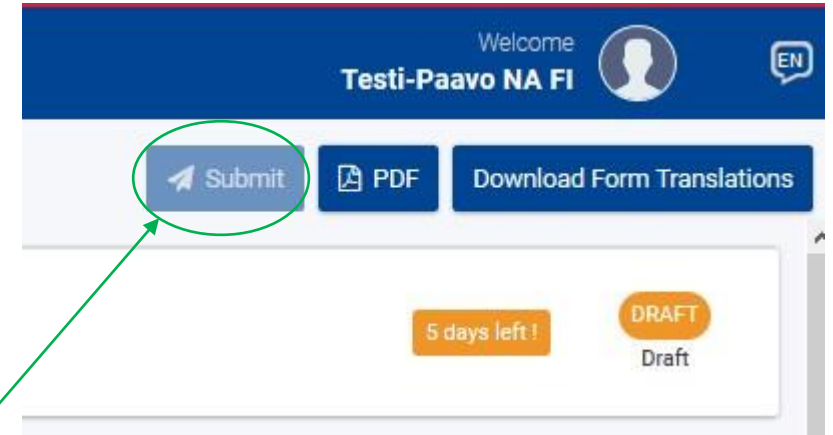 Welcome
Testi-Paavo NA FI
EN
Submit
PDF
Download Form Translations
5 days left !
DRAFT
Draft